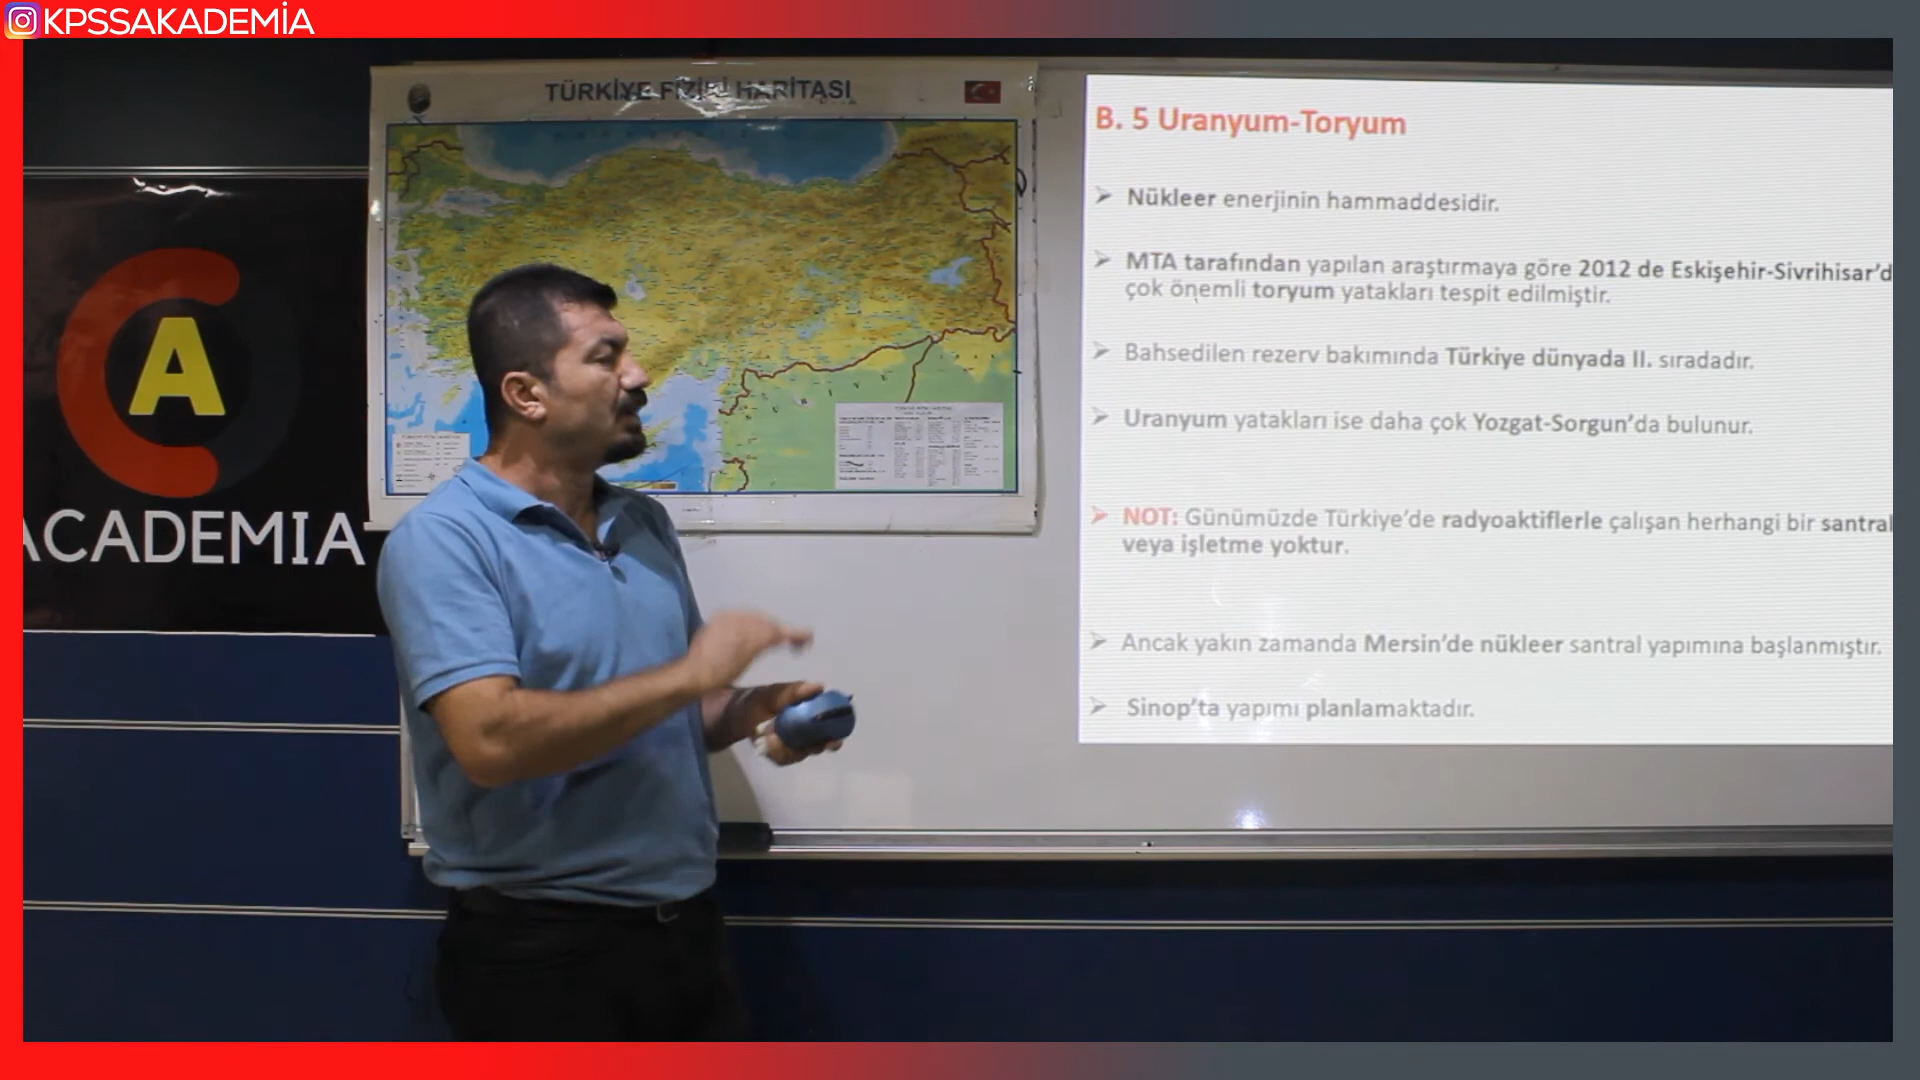 KPSSAKADEMİA
TÜRKİYE FİZİKİ HARİTASI
A
ACADEMIA
B. 5 Uranyum-Toryum
➤ Nükleer enerjinin hammaddesidir.
➤ MTA tarafından yapılan araştırmaya göre 2012 de Eskişehir-Sivrihisar'd
çok önemli toryum yatakları tespit edilmiştir.
➤ Bahsedilen rezerv bakımında Türkiye dünyada II. sıradadır.
➤ Uranyum yatakları ise daha çok Yozgat-Sorgun'da bulunur.
➤ NOT: Günümüzde Türkiye'de radyoaktiflerle çalışan herhangi bir santral
veya işletme yoktur.
➤ Ancak yakın zamanda Mersin'de nükleer santral yapımına başlanmıştır.
➤ Sinop'ta yapımı planlamaktadır.